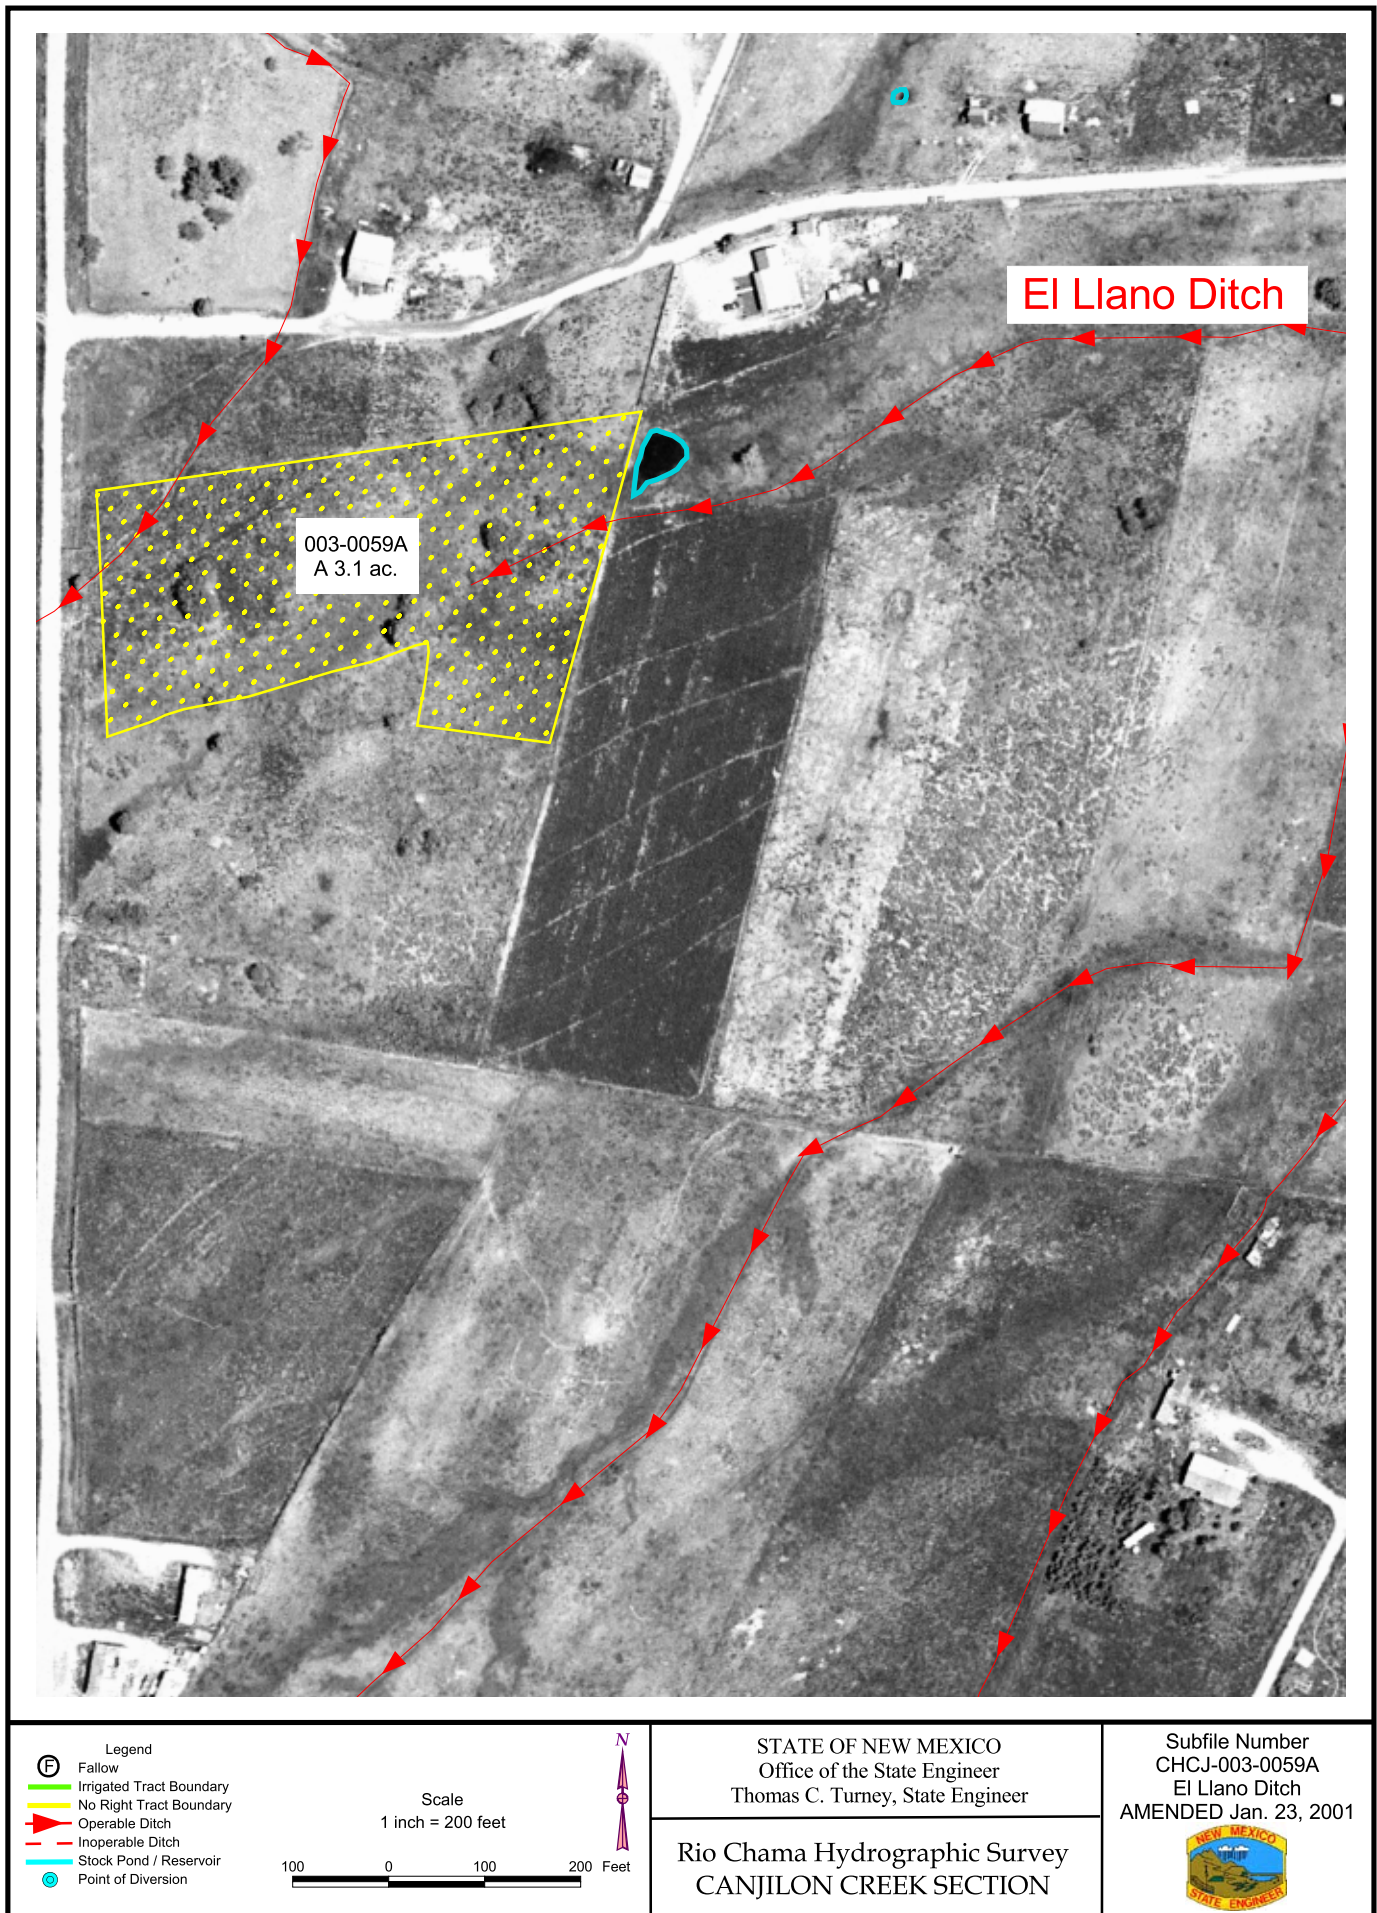 El Llano Ditch
003-0059A
A 3.1 ac.
Legend
F Fallow
Irrigated Tract Boundary
No Right Tract Boundary
Operable Ditch
Inoperable Ditch
Stock Pond / Reservoir
Point of Diversion
Scale
1 inch = 200 feet
100 0 100 200 Feet
N
STATE OF NEW MEXICO
Office of the State Engineer
Thomas C. Turney, State Engineer
Rio Chama Hydrographic Survey
CANJILON CREEK SECTION
Subfile Number
CHCJ-003-0059A
El Llano Ditch
AMENDED Jan. 23, 2001
NEW MEXICO
STATE ENGINEER